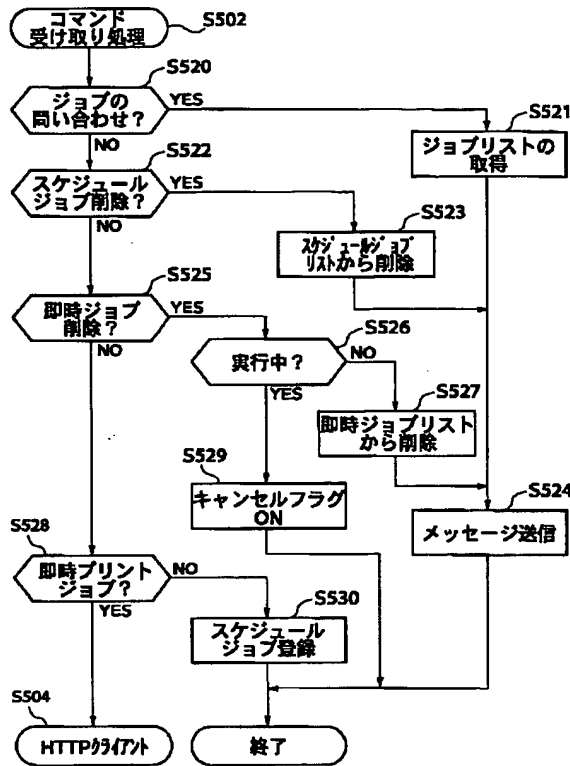 コマンド
受け取り処理
S502
S520
ジョブの
問い合わせ？
YES
NO
S521
ジョブリストの
取得
S522
スケジュール
ジョブ削除？
YES
NO
S523
ｽｹｼﾞｭｰﾙｼﾞｮﾌﾞ
ﾘｽﾄから削除
S525
即時ジョブ
削除？
YES
NO
S526
実行中？
NO
YES
S527
即時ジョブリスト
から削除
S529
キャンセルフラグ
ON
S524
メッセージ送信
S528
即時プリント
ジョブ？
NO
YES
S530
スケジュール
ジョブ登録
S504
HTTPｸﾗｲｱﾝﾄ
終了